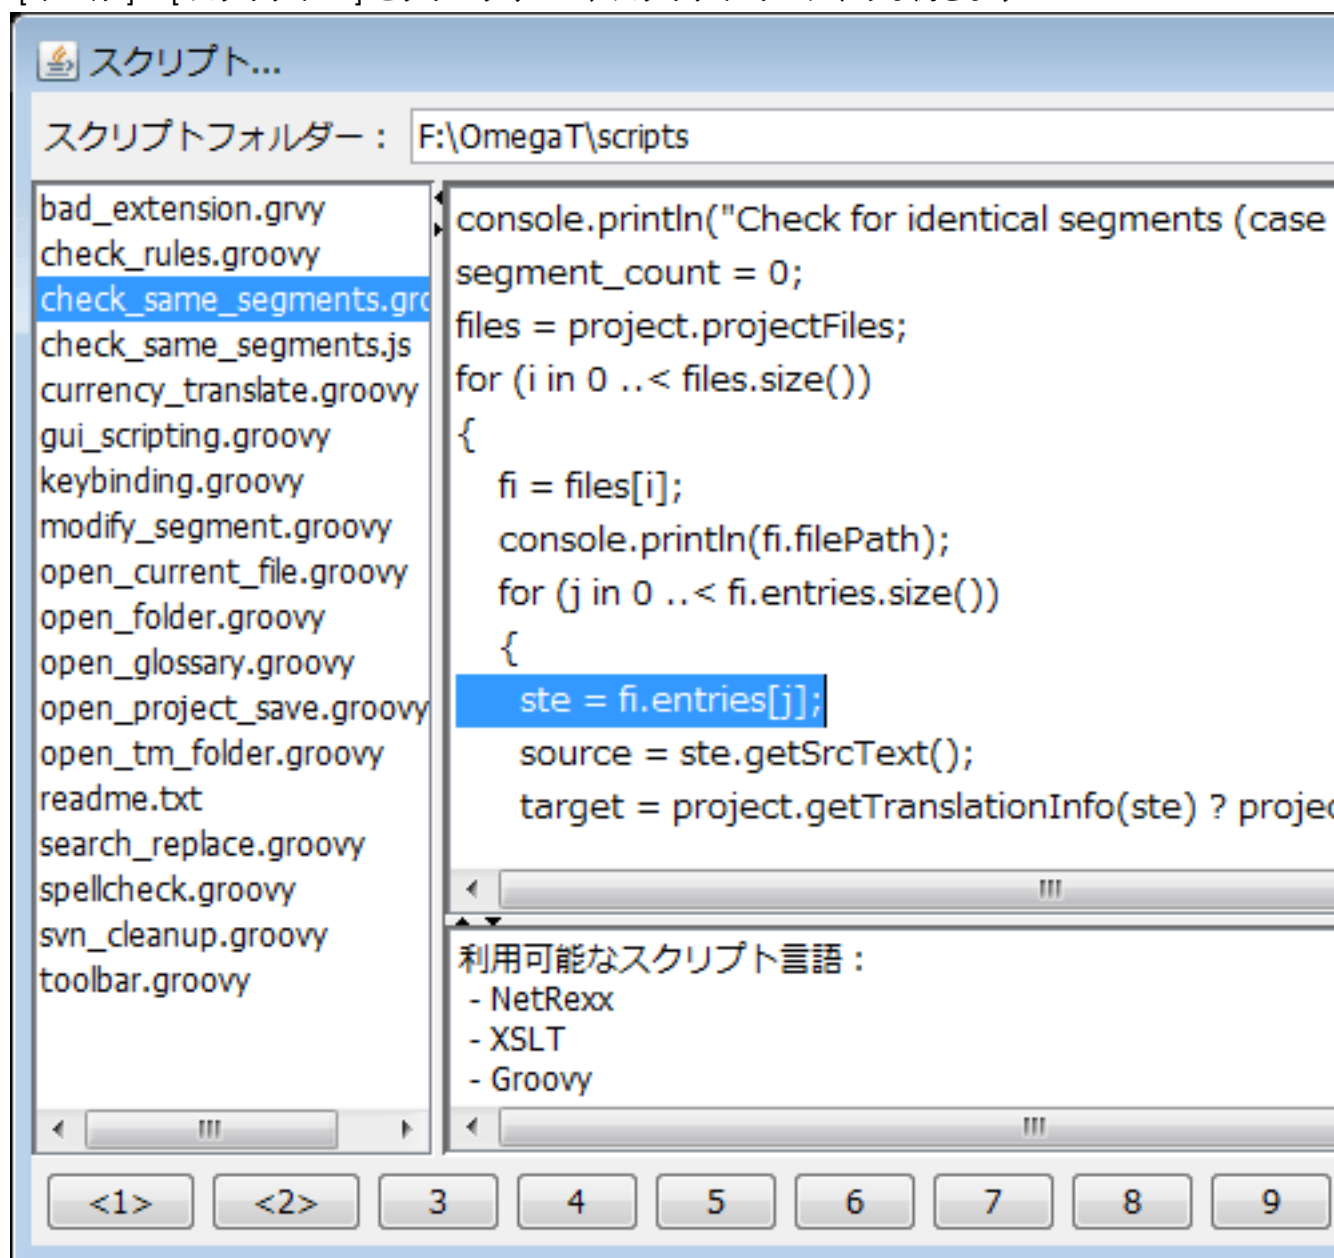 スクリプト...
スクリプトフォルダー： F:\OmegaT\scripts
bad_extension.grvy
check_rules.groovy
check_same_segments.gro
check_same_segments.js
currency_translate.groovy
gui_scripting.groovy
keybinding.groovy
modify_segment.groovy
open_current_file.groovy
open_folder.groovy
open_glossary.groovy
open_project_save.groovy
open_tm_folder.groovy
readme.txt
search_replace.groovy
spellcheck.groovy
svn_cleanup.groovy
toolbar.groovy
console.println("Check for identical segments (case
segment_count = 0;
files = project.projectFiles;
for (i in 0 ..< files.size())
{
fi = files[i];
console.println(fi.filePath);
for (j in 0 ..< fi.entries.size())
{
ste = fi.entries[j];
source = ste.getSrcText();
target = project.getTranslationInfo(ste) ? projec
利用可能なスクリプト言語：
- NetRexx
- XSLT
- Groovy
<1> <2> 3 4 5 6 7 8 9